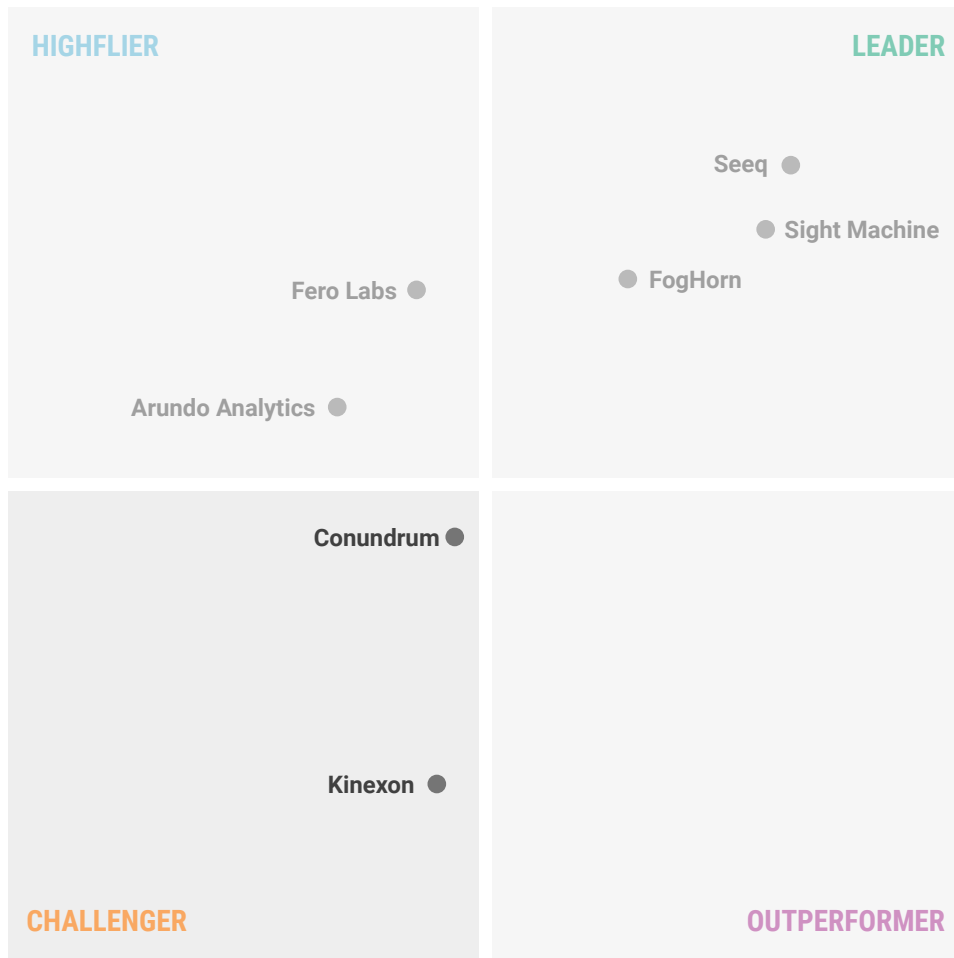 HIGHFLIER
LEADER
Seeq
Sight Machine
FogHorn
Fero Labs
Arundo Analytics
Conundrum
Kinexon
CHALLENGER
OUTPERFORMER